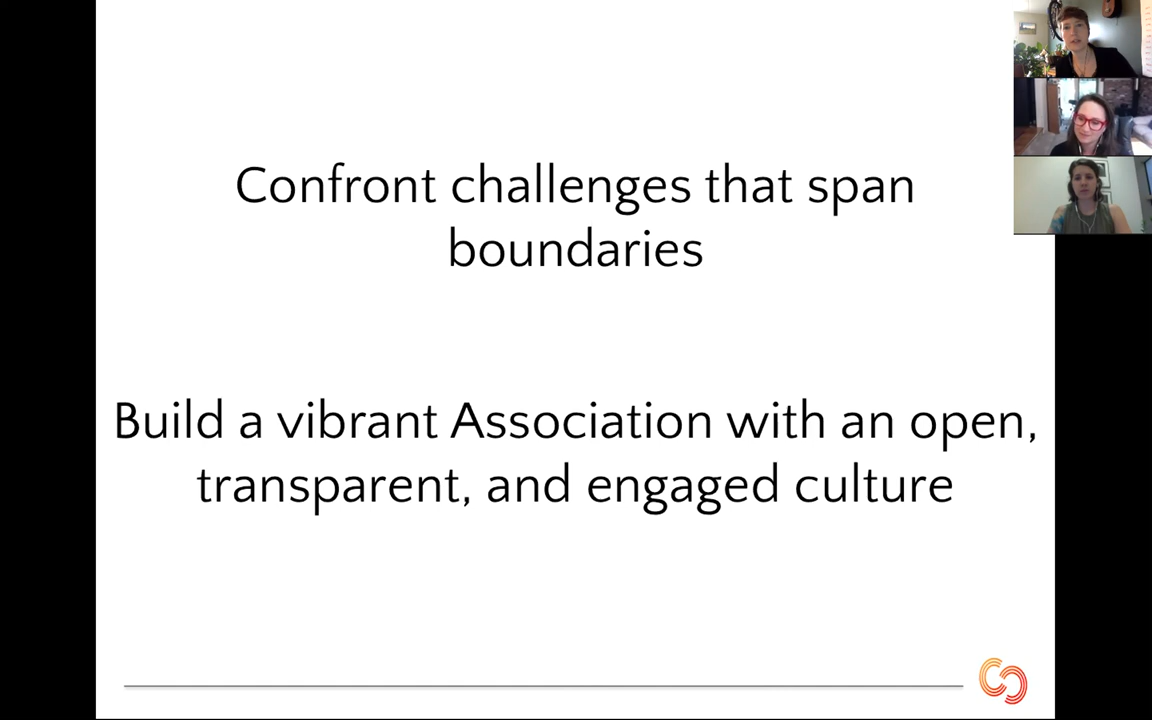 Confront challenges that span
boundaries
Build a vibrant Association with an open,
transparent, and engaged culture